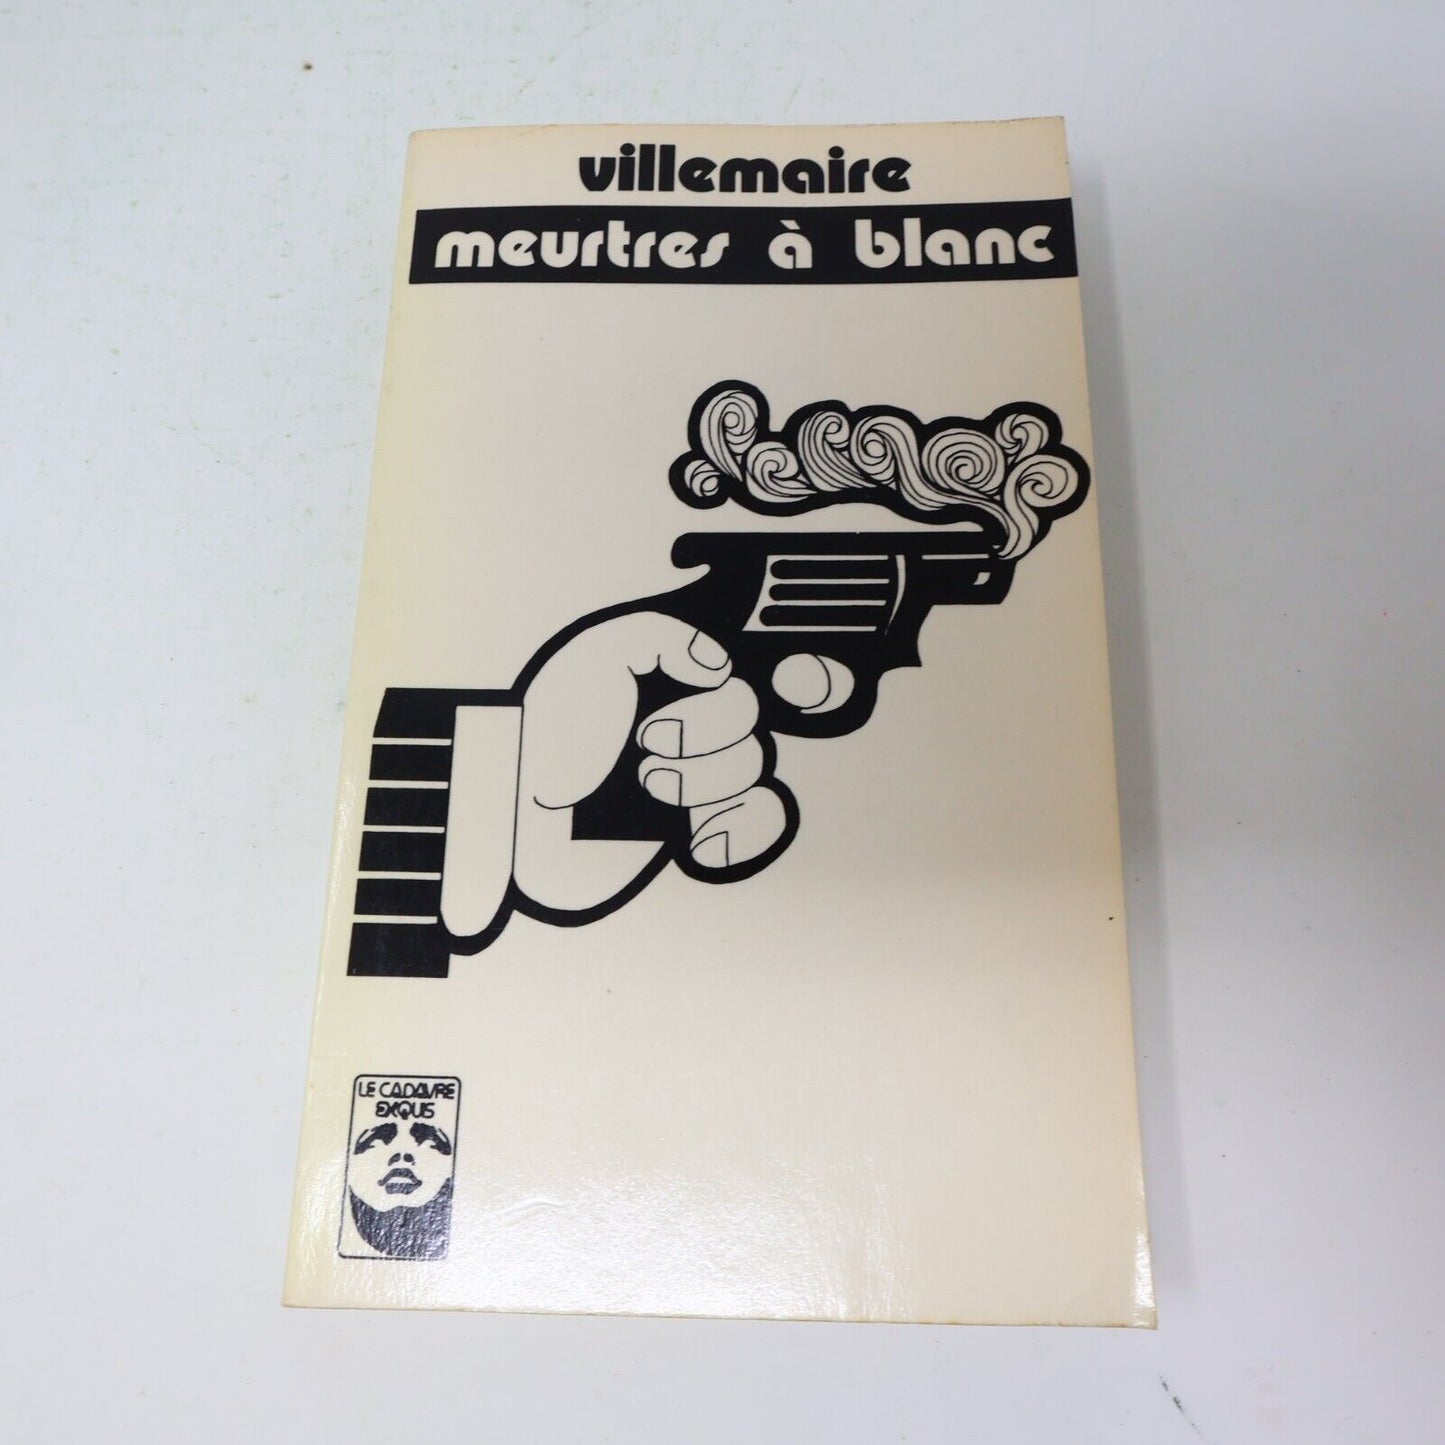 villemaire
meurtres à blanc
LE CADAVRE
EXQUIS